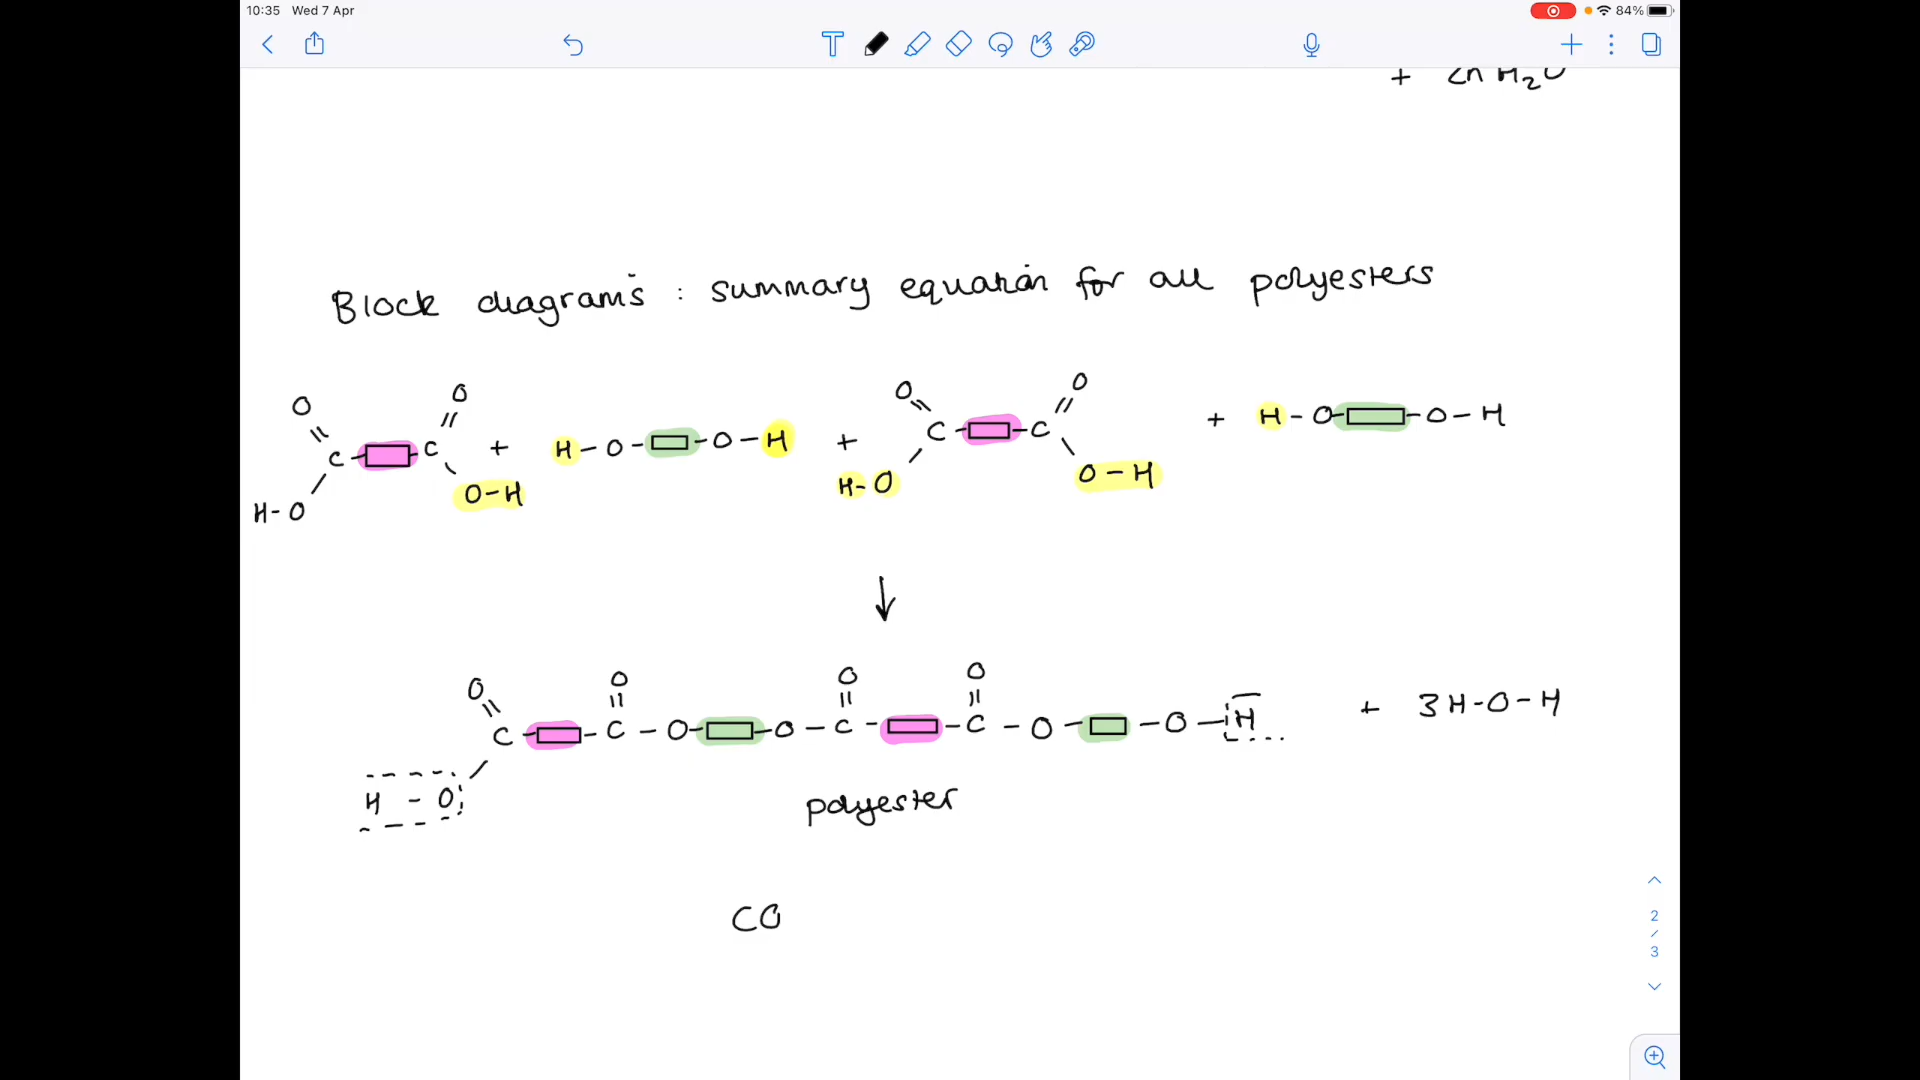 10:35 Wed 7 Apr 84%
T
+ 2n H2O
Block diagrams : summary equation for all polyesters
O O O O
C C + H - O - - O - H + C - - C + H - O - - O - H
H - O O - H H - O O - H
O O O O
C - - C - O - - O - C - - C - O - - O - H + 3 H - O - H
H - O
polyester
CO
2
/
3